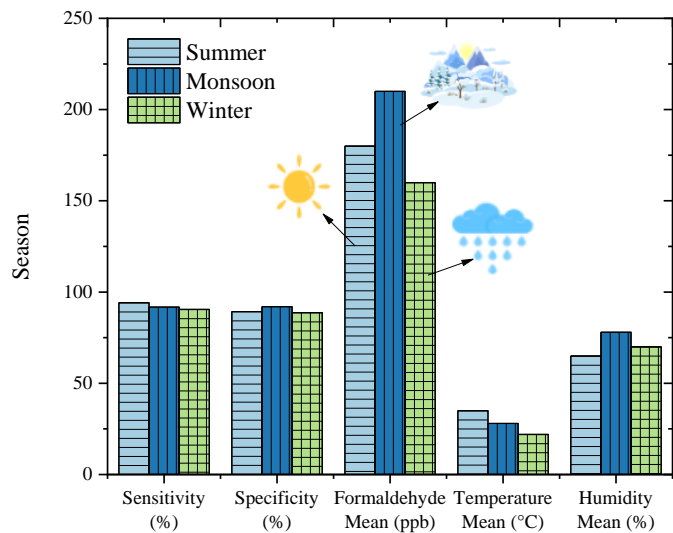 250
200
150
100
50
0
Season
Summer
Monsoon
Winter
Sensitivity
(%)
Specificity
(%)
Formaldehyde
Mean (ppb)
Temperature
Mean (°C)
Humidity
Mean (%)